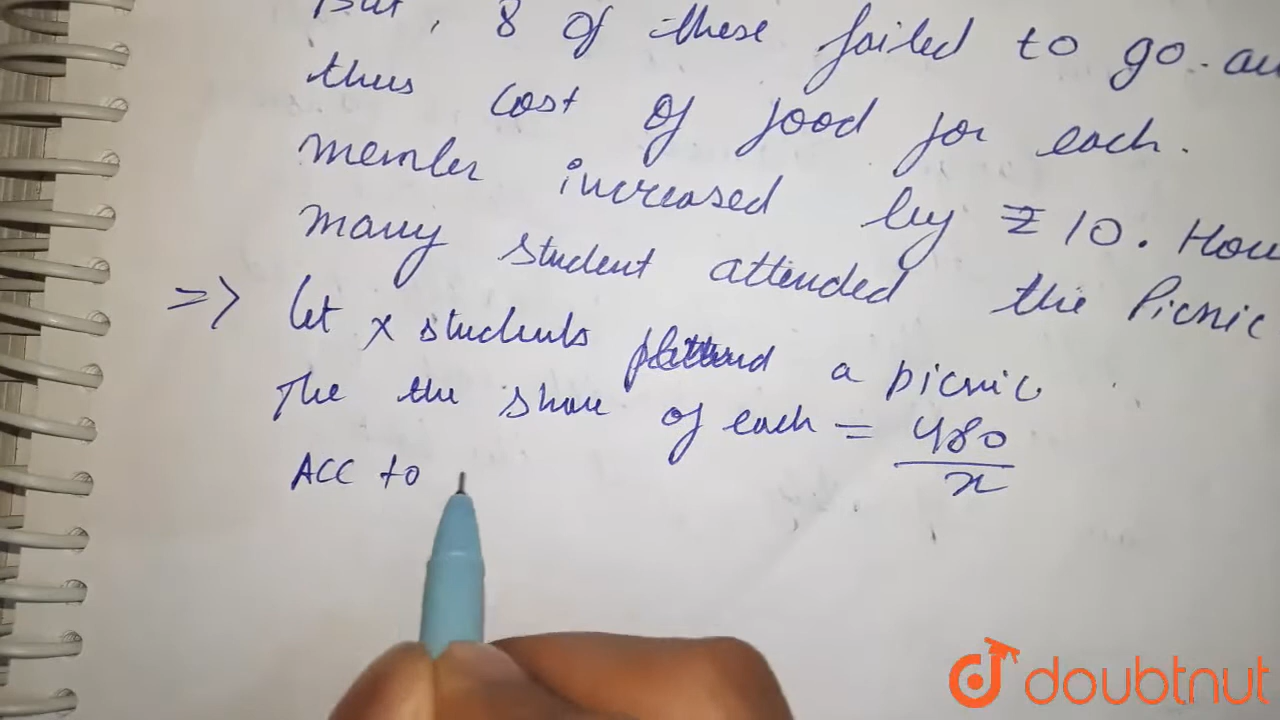 But, 8 of these failed to go.
thus cost of food for each.
member increased by ₹10. How
many student attended the Picnic
=> let x students attend a picnic
The the share of each = 480/x
ACC to
doubtnut